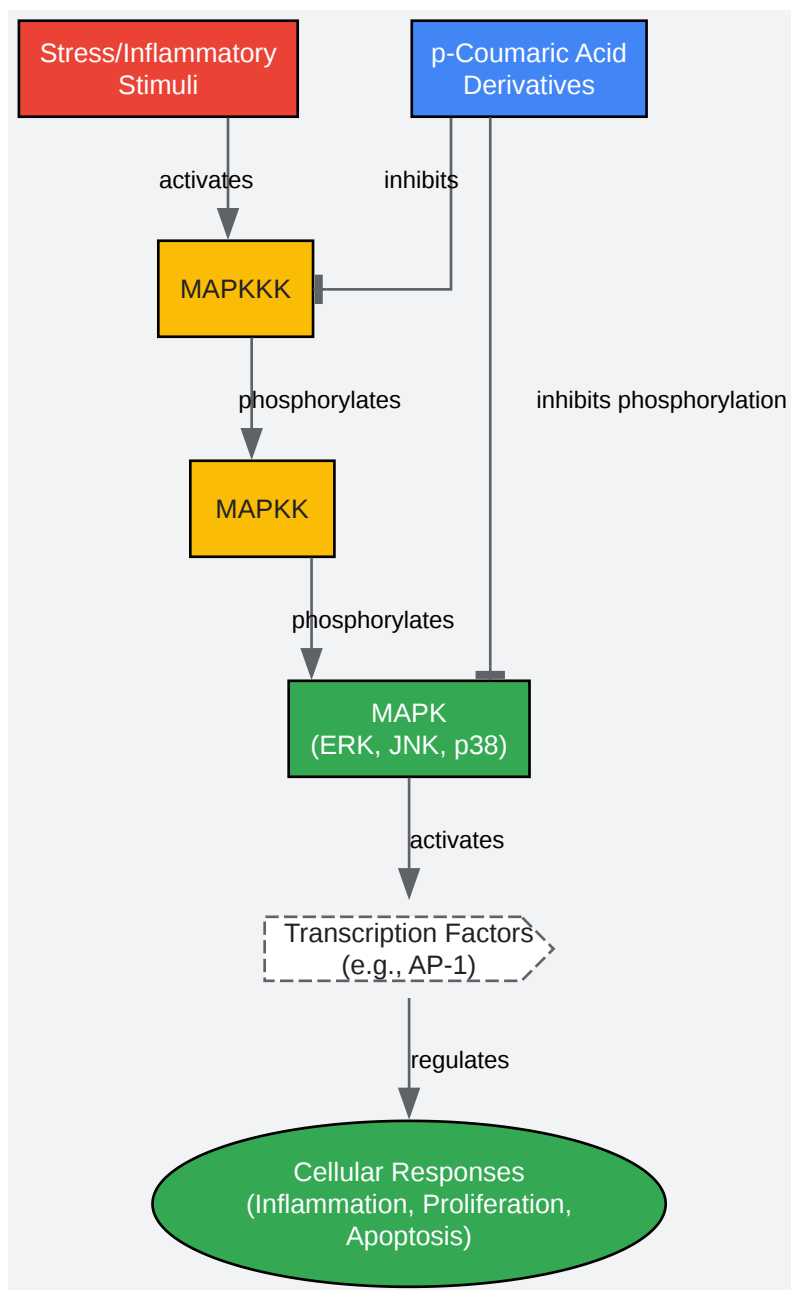 Stress/Inflammatory
Stimuli
p-Coumaric Acid
Derivatives
activates
inhibits
MAPKKK
phosphorylates
inhibits phosphorylation
MAPKK
phosphorylates
MAPK
(ERK, JNK, p38)
activates
Transcription Factors
(e.g., AP-1)
regulates
Cellular Responses
(Inflammation, Proliferation,
Apoptosis)